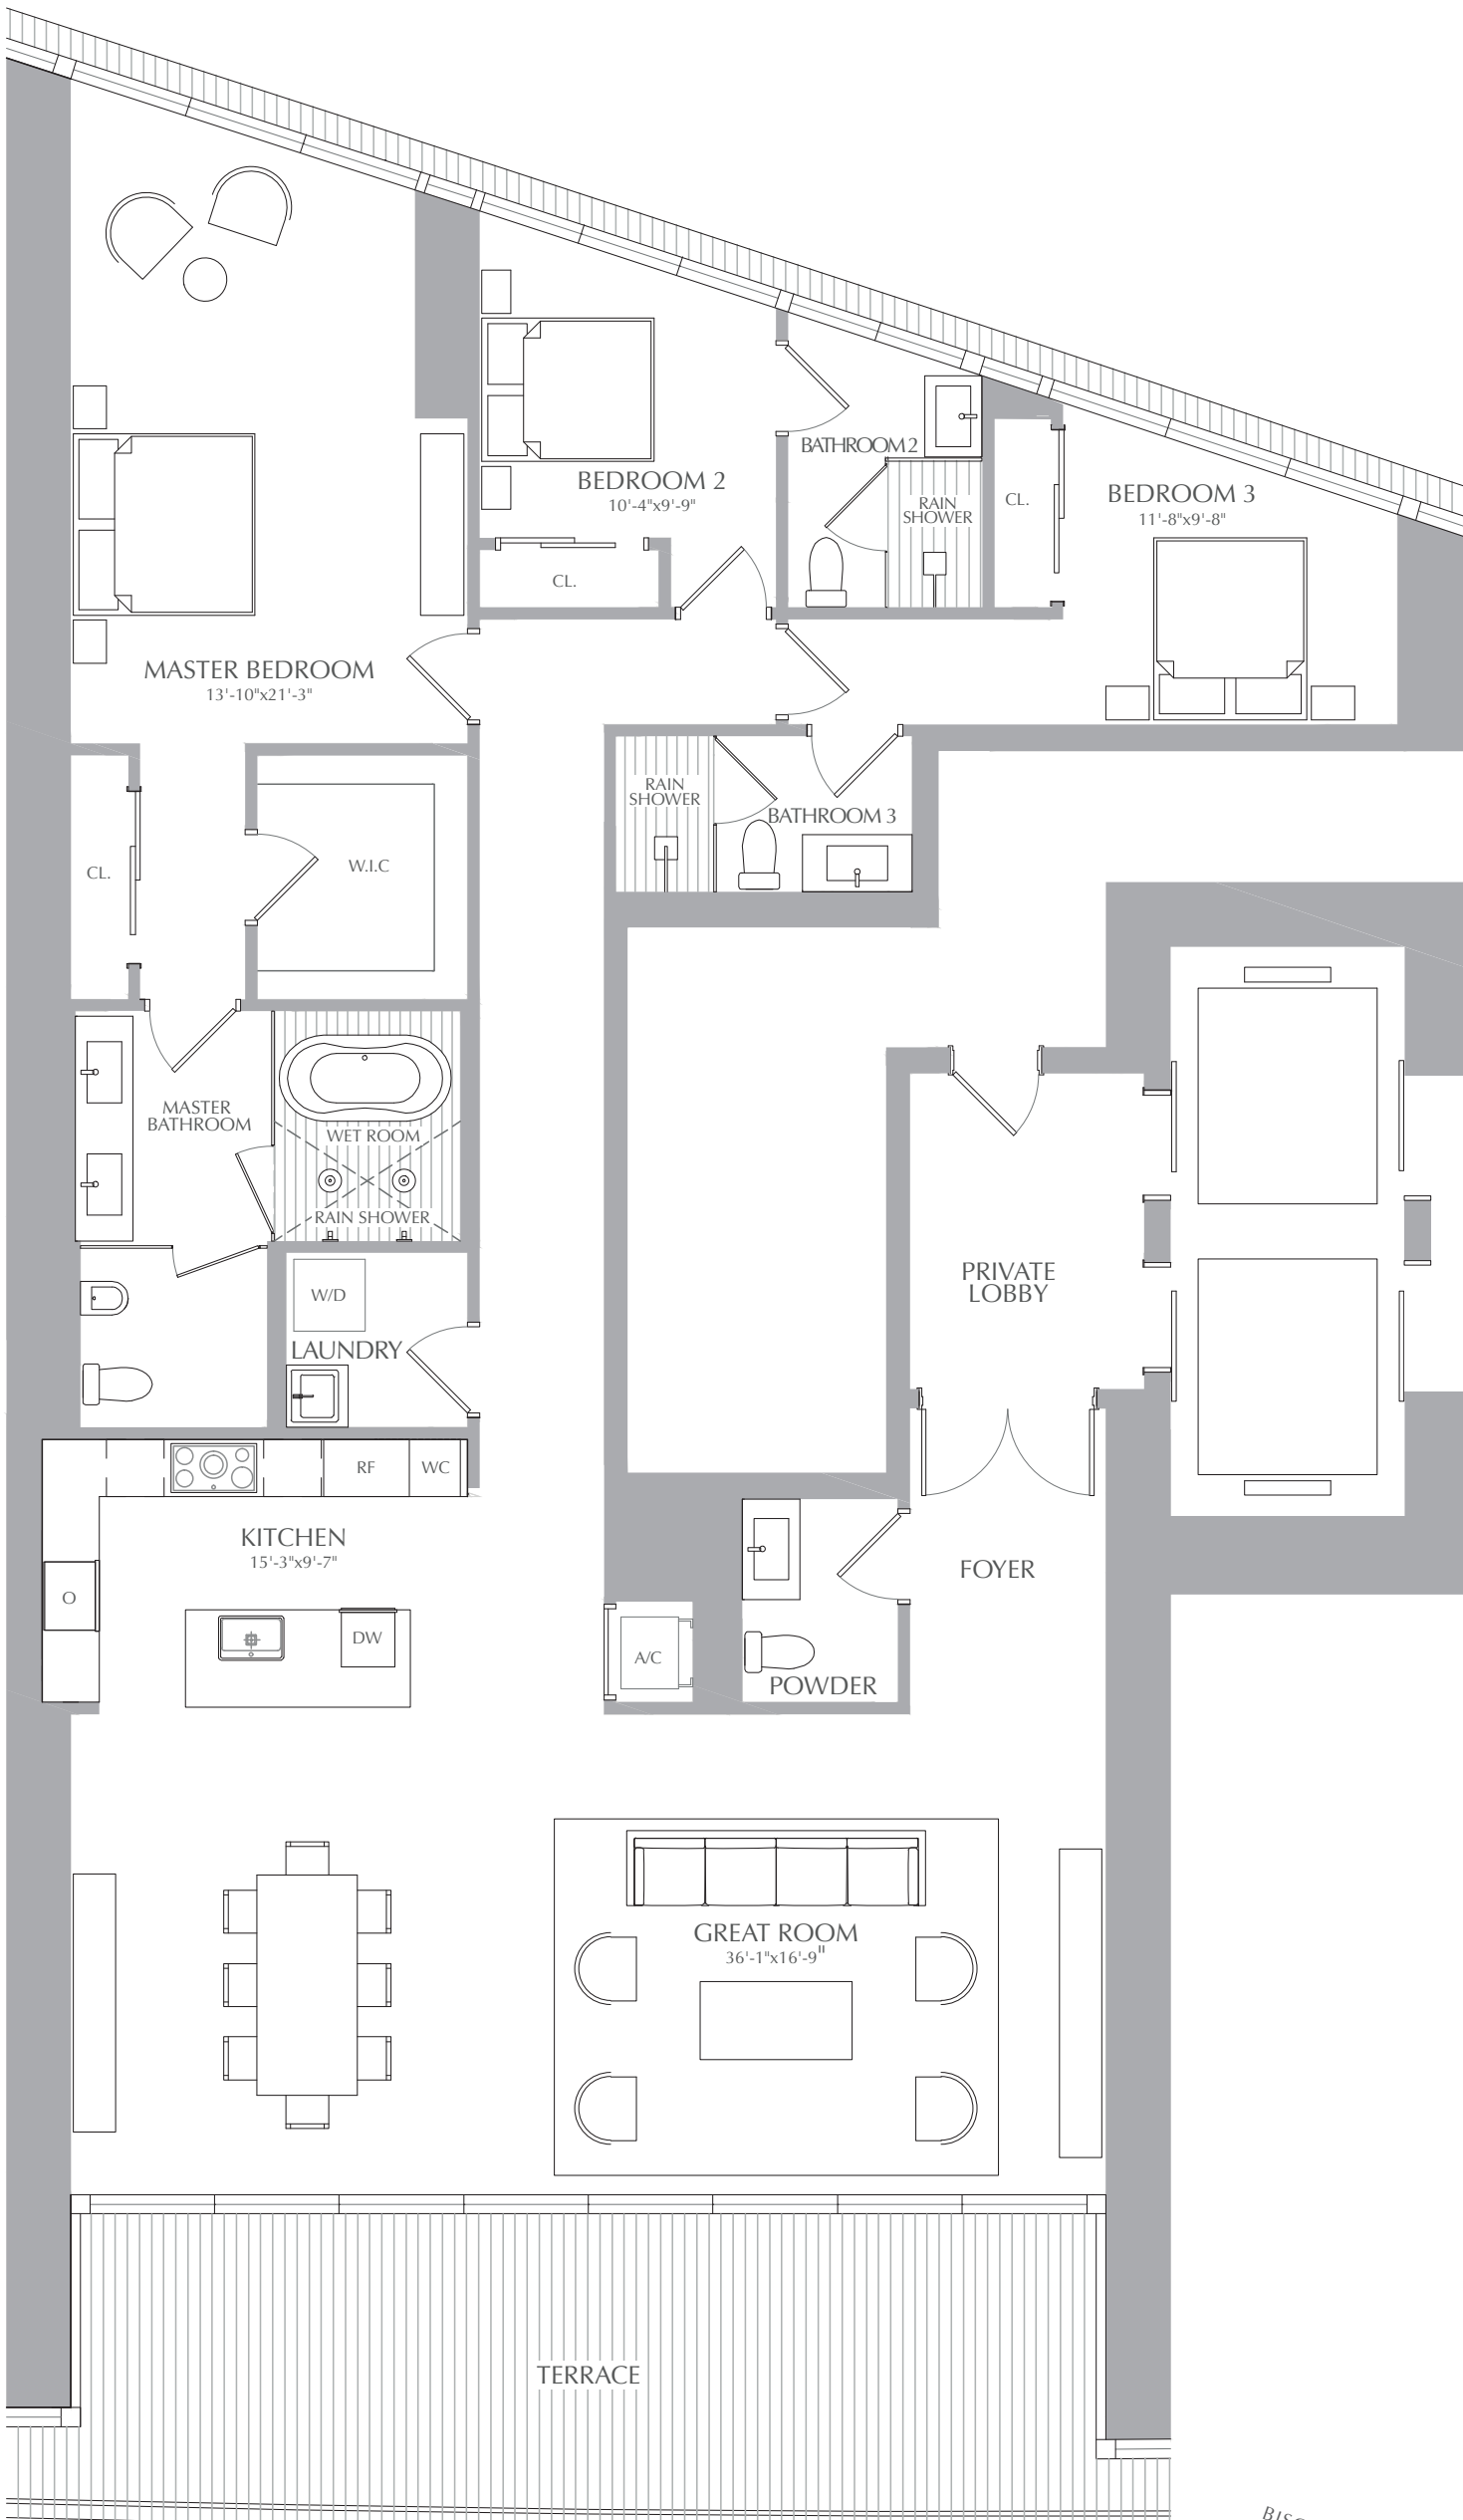 BATHROOM 2
BEDROOM 2
10'-4"x9'-9"
RAIN
SHOWER
CL.
BEDROOM 3
11'-8"x9'-8"
CL.
MASTER BEDROOM
13'-10"x21'-3"
RAIN
SHOWER
BATHROOM 3
CL.
W.I.C
MASTER
BATHROOM
WET ROOM
RAIN SHOWER
PRIVATE
LOBBY
W/D
LAUNDRY
RF
WC
KITCHEN
15'-3"x9'-7"
FOYER
O
DW
A/C
POWDER
GREAT ROOM
36'-1"x16'-9"
TERRACE